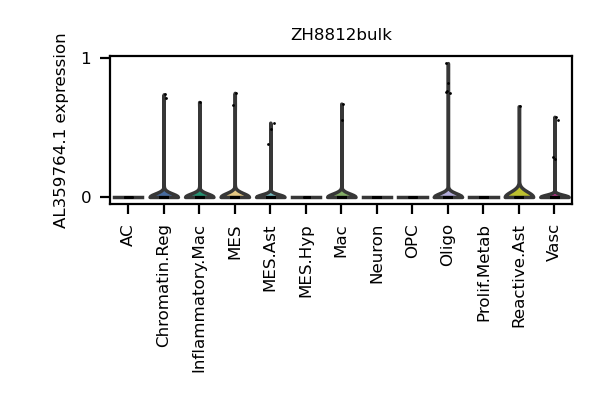 ZH8812bulk
AL359764.1 expression
1
0
AC
Chromatin.Reg
Inflammatory.Mac
MES
MES.Ast
MES.Hyp
Mac
Neuron
OPC
Oligo
Prolif.Metab
Reactive.Ast
Vasc